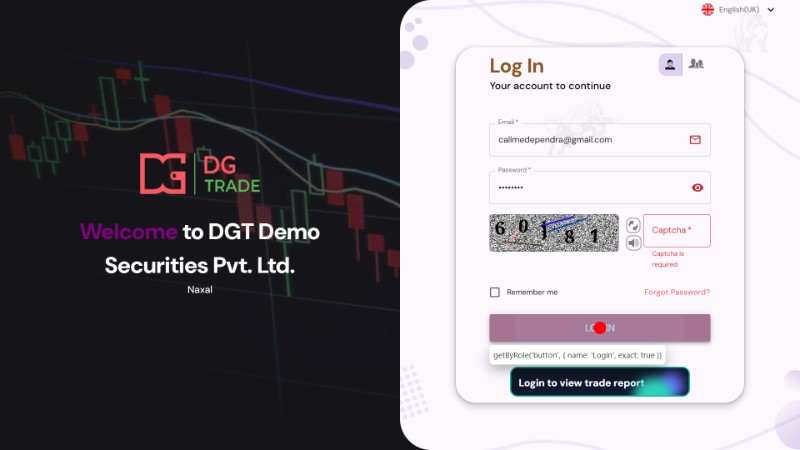 English(UK)
DG
TRADE
Welcome to DGT Demo
Securities Pvt. Ltd.
Naxal
Log In
Your account to continue
Email *
callmedependra@gmail.com
Password *
••••••••
Captcha *
Captcha is
required
Remember me
Forgot Password?
getByRole('button', { name: 'Login', exact: true })
Login to view trade report